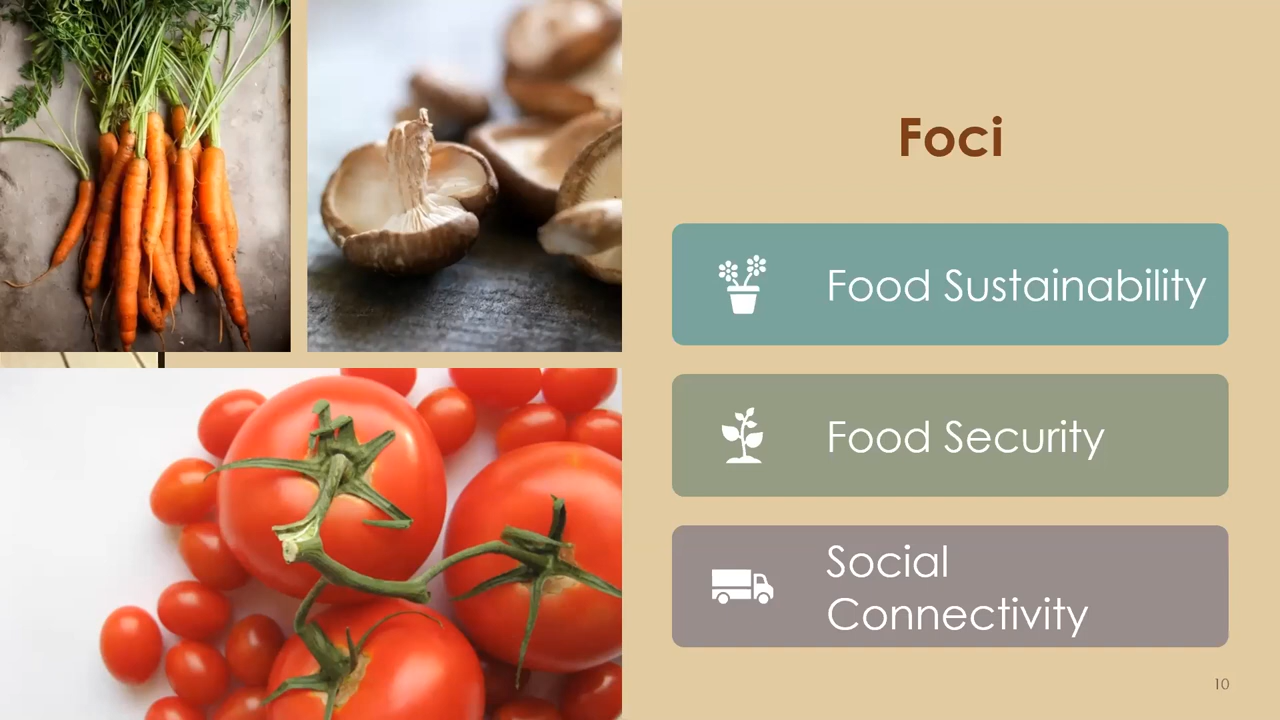 Foci
Food Sustainability
Food Security
Social
Connectivity
10